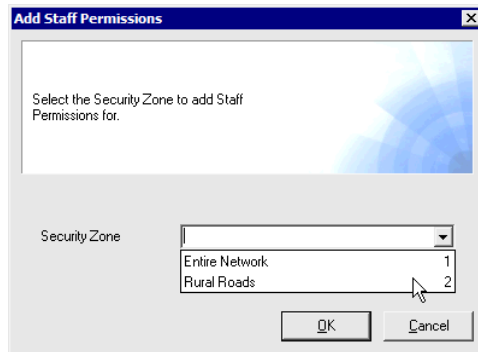 Add Staff Permissions
Select the Security Zone to add Staff
Permissions for.
Security Zone
Entire Network 1
Rural Roads 2
OK Cancel